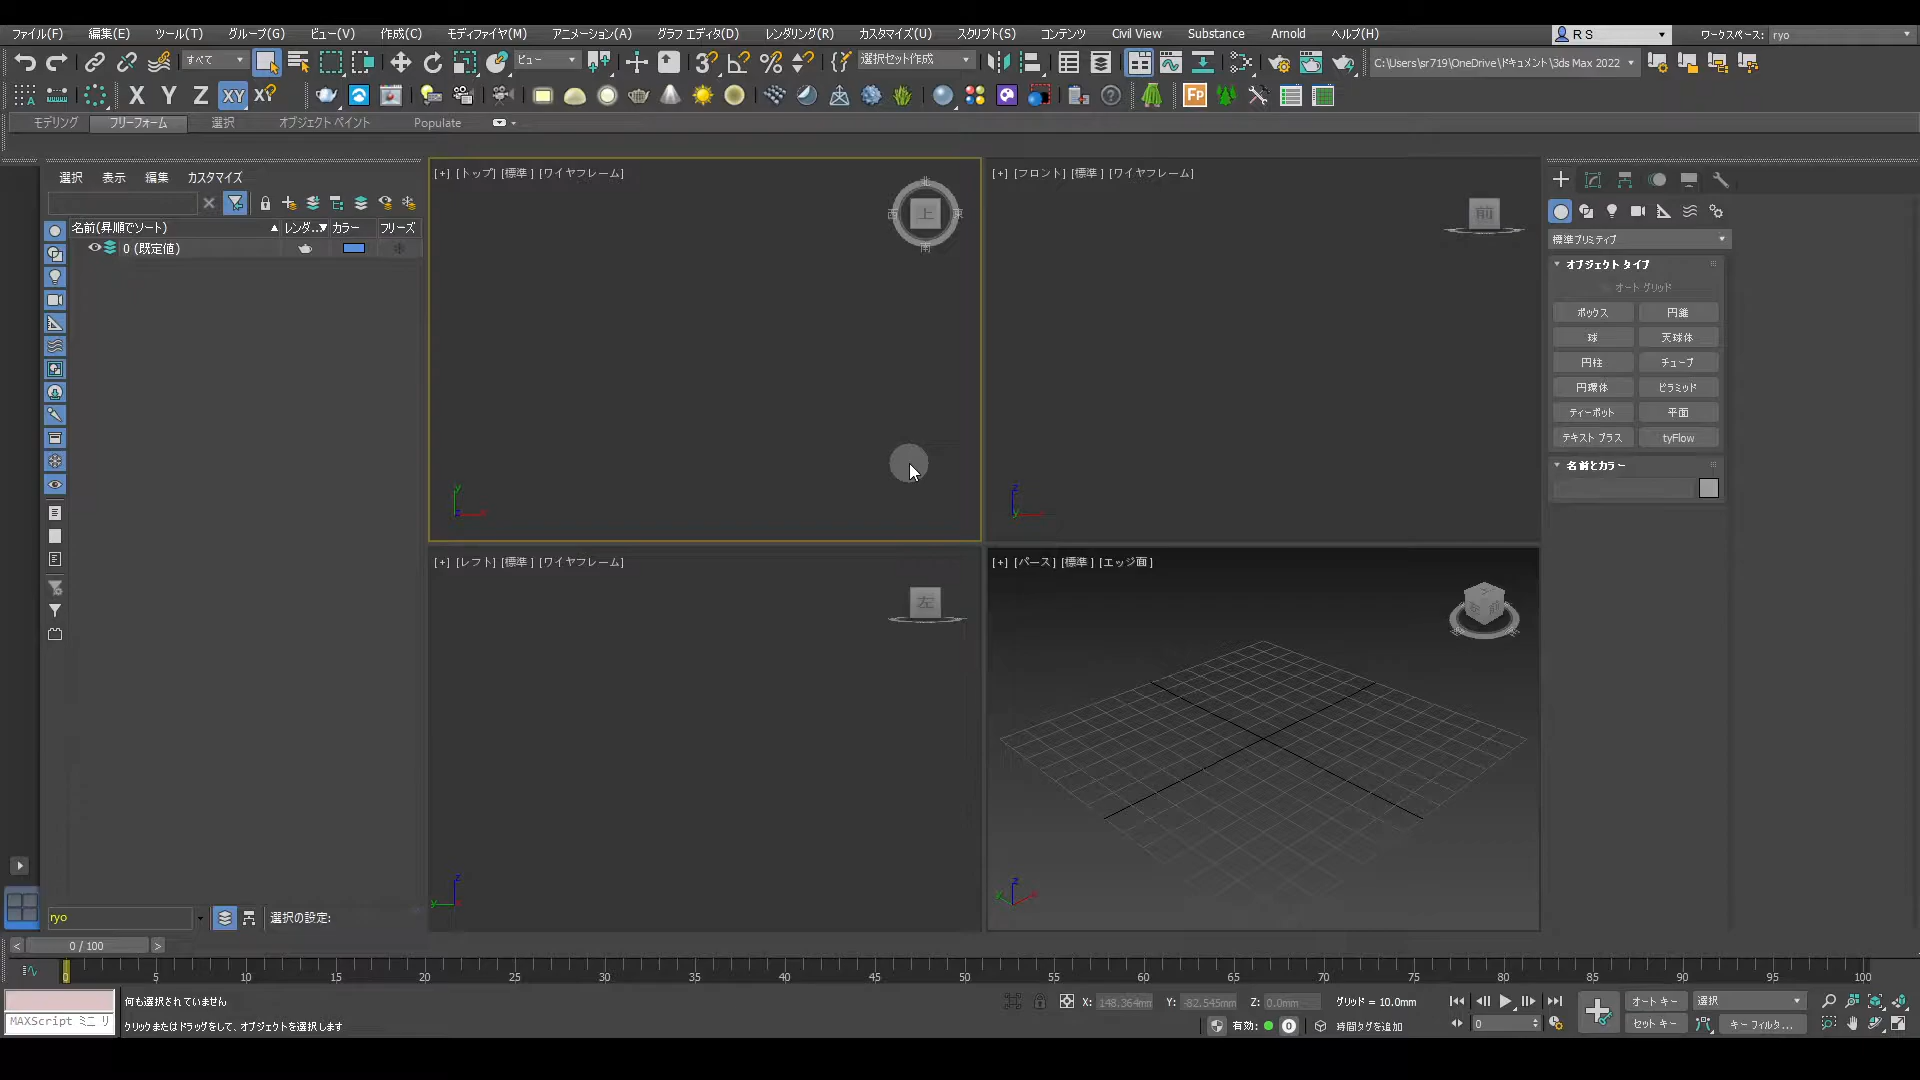 ファイル(F) 編集(E) ツール(T) グループ(G) ビュー(V) 作成(C) モディファイヤ(M) アニメーション(A) グラフ エディタ(D) レンダリング(R) カスタマイズ(U) スクリプト(S) コンテンツ Civil View Substance Arnold ヘルプ(H) R S ワークスペース: ryo
すべて ビュー 選択セット作成 C:\Users\sr719\OneDrive\ドキュメント\3ds Max 2022
X Y Z XY XY Fp
モデリング フリーフォーム 選択 オブジェクト ペイント Populate
選択 表示 編集 カスタマイズ
名前(昇順でソート) レンダ.. カラー フリーズ
0 (既定値)
[+] [トップ] [標準 ] [ワイヤフレーム]
北
西 上 東
南
y
z x
[+] [フロント] [標準 ] [ワイヤフレーム]
前
z
y
[+] [レフト] [標準 ] [ワイヤフレーム]
左
z
y
[+] [パース] [標準 ] [エッジ面]
z
標準プリミティブ
オブジェクト タイプ
オート グリッド
ボックス 円錐
球 天球体
円柱 チューブ
円環体 ピラミッド
ティーポット 平面
テキスト プラス tyFlow
名前とカラー
ryo 選択の設定:
< 0 / 100 >
0 5 10 15 20 25 30 35 40 45 50 55 60 65 70 75 80 85 90 95 100
何も選択されていません X: 148.364mm Y: -82.545mm Z: 0.0mm グリッド = 10.0mm オート キー 選択
MAXScript ミニ リ クリックまたはドラッグをして、オブジェクトを選択します 有効: 0 時間タグを追加 0 セット キー キー フィルタ...